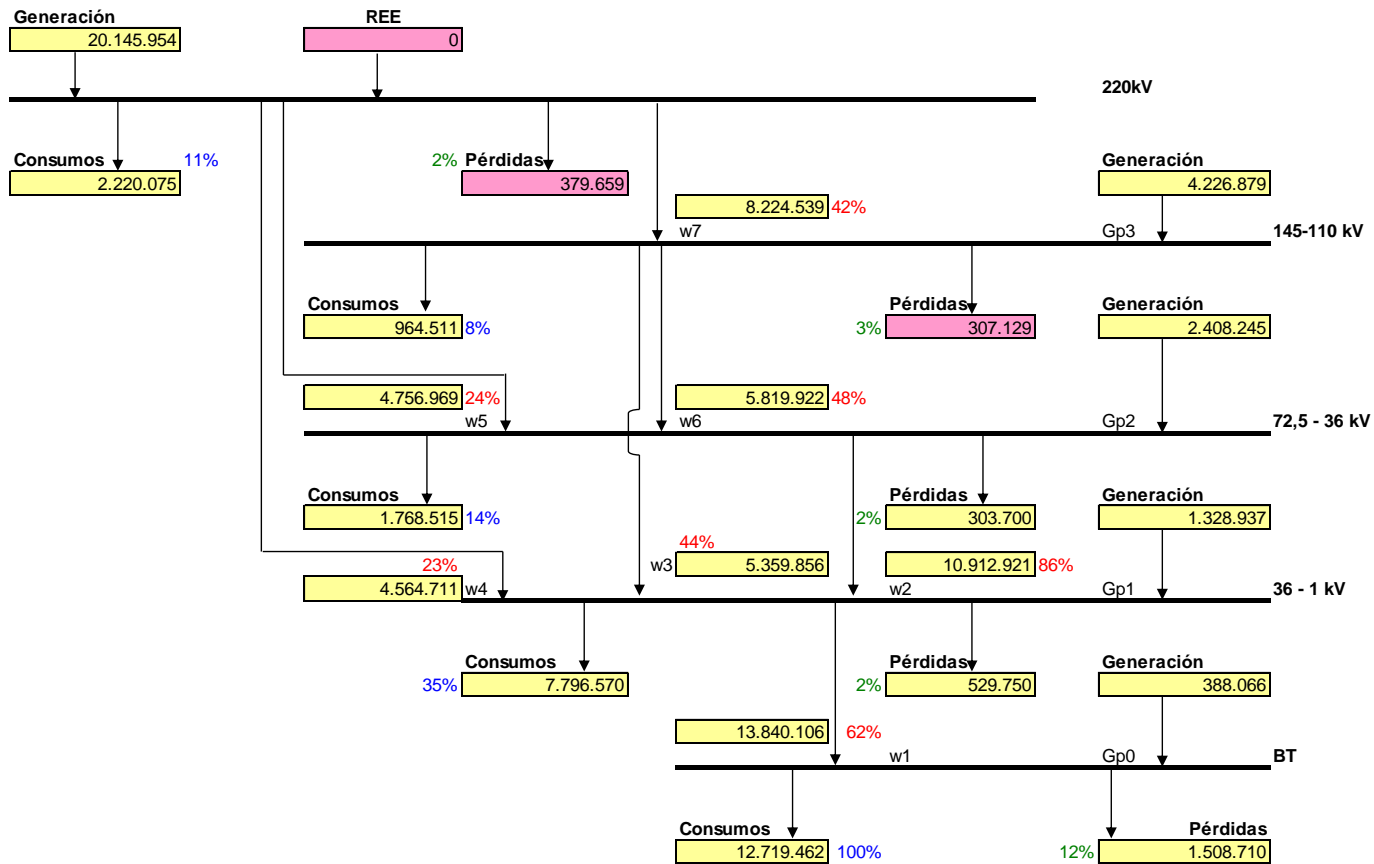 Generación REE
20.145.954 0
220kV
Consumos 11% 2% Pérdidas Generación
2.220.075 379.659 4.226.879
8.224.539 42%
w7 Gp3 145-110 kV
Consumos Pérdidas Generación
964.511 8% 3% 307.129 2.408.245
4.756.969 24% 5.819.922 48%
w5 w6 Gp2 72,5 - 36 kV
Consumos Pérdidas Generación
1.768.515 14% 2% 303.700 1.328.937
44%
23% w3 5.359.856 10.912.921 86%
4.564.711 w4 w2 Gp1 36 - 1 kV
Consumos Pérdidas Generación
35% 7.796.570 2% 529.750 388.066
13.840.106 62%
w1 Gp0 BT
Consumos Pérdidas
12.719.462 100% 12% 1.508.710